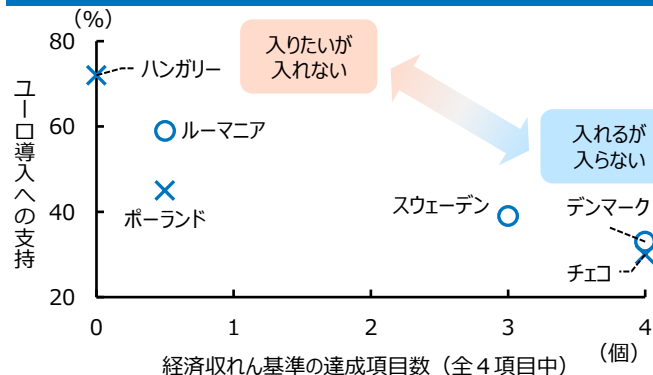 (%)
80
60
40
20
ユーロ導入への支持
ハンガリー
入りたいが
入れない
ルーマニア
ポーランド
入れるが
入らない
スウェーデン
デンマーク
チェコ
0
1
2
3
4
(個)
経済収れん基準の達成項目数（全４項目中）